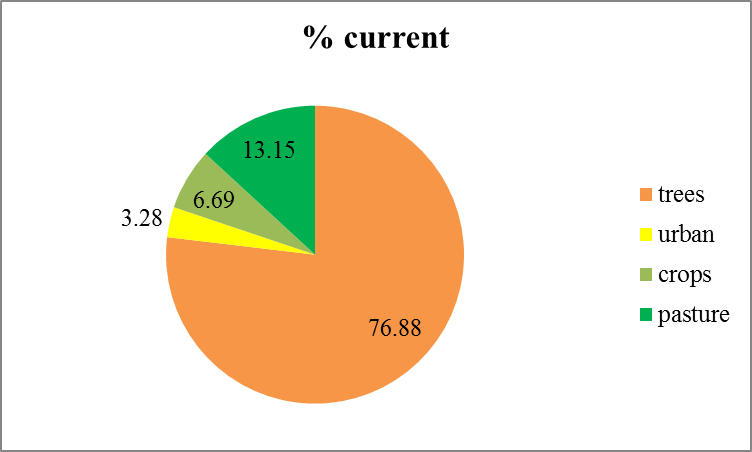 % current
13.15
6.69
3.28
76.88
trees
urban
crops
pasture